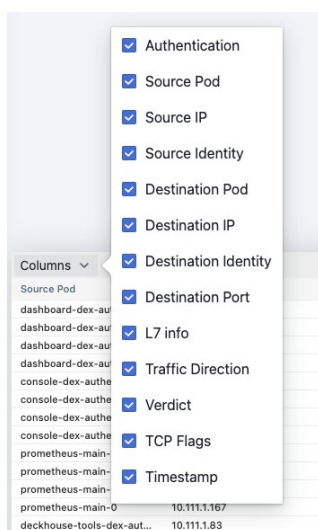 Authentication
Source Pod
Source IP
Source Identity
Destination Pod
Destination IP
Destination Identity
Destination Port
L7 info
Traffic Direction
Verdict
TCP Flags
Timestamp
Columns
Source Pod
dashboard-dex-aut
dashboard-dex-aut
dashboard-dex-aut
dashboard-dex-aut
console-dex-authe
console-dex-authe
console-dex-authe
console-dex-authe
prometheus-main-
prometheus-main-
prometheus-main-
prometheus-main-0 10.111.1.167
deckhouse-tools-dex-aut... 10.111.1.83